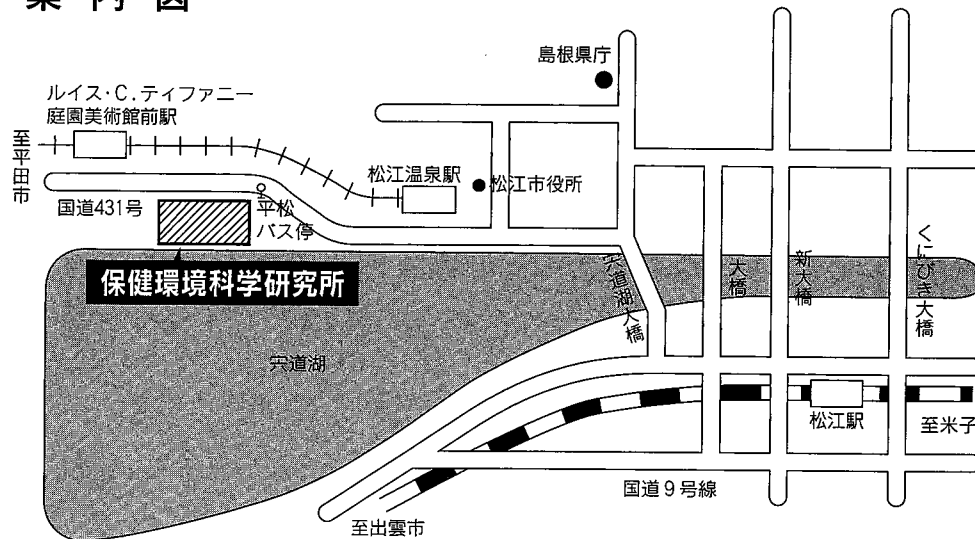 案内図
島根県庁
ルイス・C.ティファニー
庭園美術館前駅
至平田市
松江温泉駅
松江市役所
国道431号
平松
バス停
保健環境科学研究所
宍道湖
宍道湖大橋
大橋
新大橋
くにびき大橋
松江駅
至米子
国道9号線
至出雲市